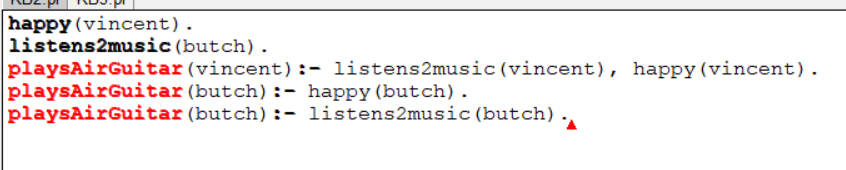 KB2.pl KB3.pl
happy(vincent).
listens2music(butch).
playsAirGuitar(vincent):- listens2music(vincent), happy(vincent).
playsAirGuitar(butch):- happy(butch).
playsAirGuitar(butch):- listens2music(butch).